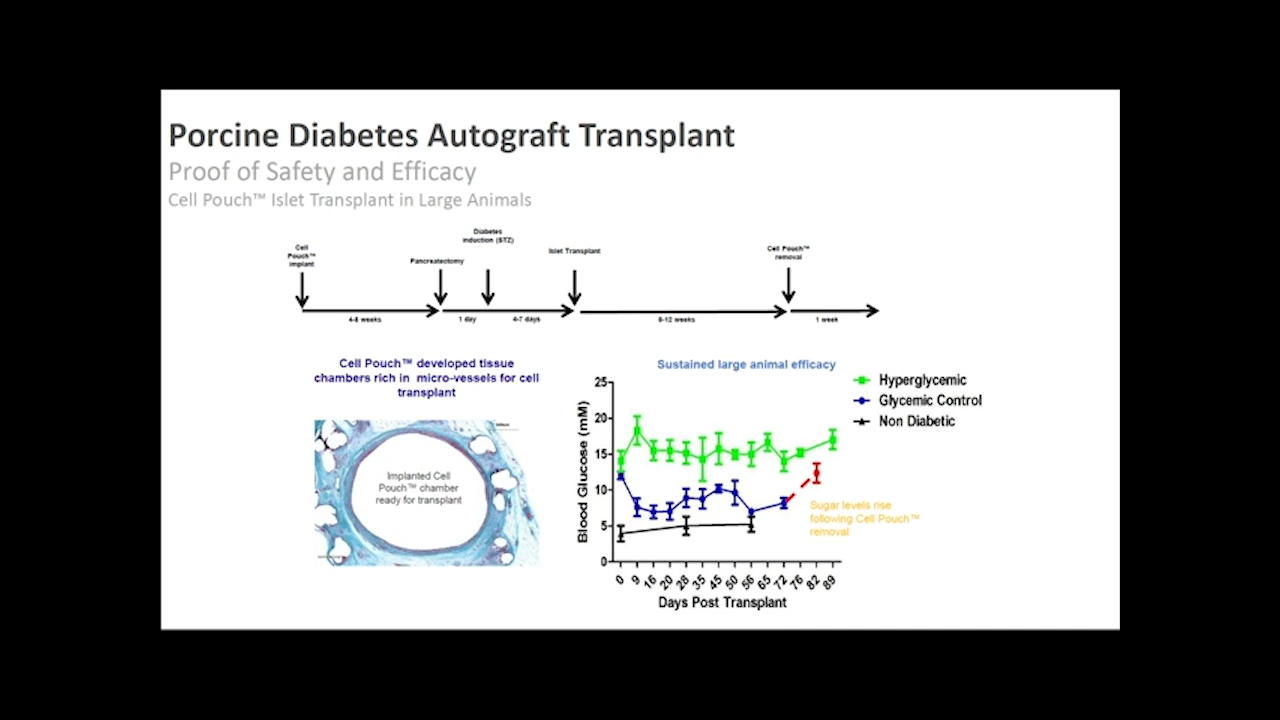 Porcine Diabetes Autograft Transplant
Proof of Safety and Efficacy
Cell Pouch™ Islet Transplant in Large Animals
Cell
Pouch™
implant
Pancreatectomy
Diabetes
induction (STZ)
Islet Transplant
Cell Pouch™
removal
4-8 weeks
1 day
4-7 days
8-12 weeks
1 week
Cell Pouch™ developed tissue
chambers rich in micro-vessels for cell
transplant
Implanted Cell
Pouch™ chamber
ready for transplant
Sustained large animal efficacy
Hyperglycemic
Glycemic Control
Non Diabetic
Blood Glucose (mM)
25
20
15
10
5
0
Sugar levels rise
following Cell Pouch™
removal
0 9 16 20 28 35 45 50 56 65 72 76 82 89
Days Post Transplant